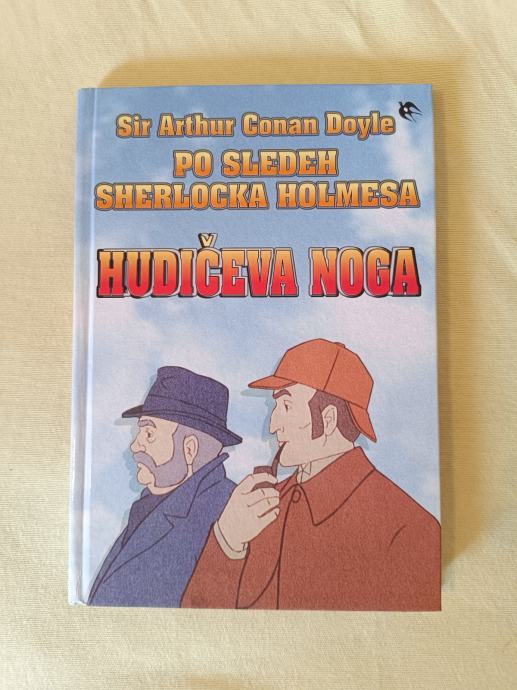 Sir Arthur Conan Doyle
PO SLEDEH
SHERLOCKA HOLMESA
HUDIČEVA NOGA